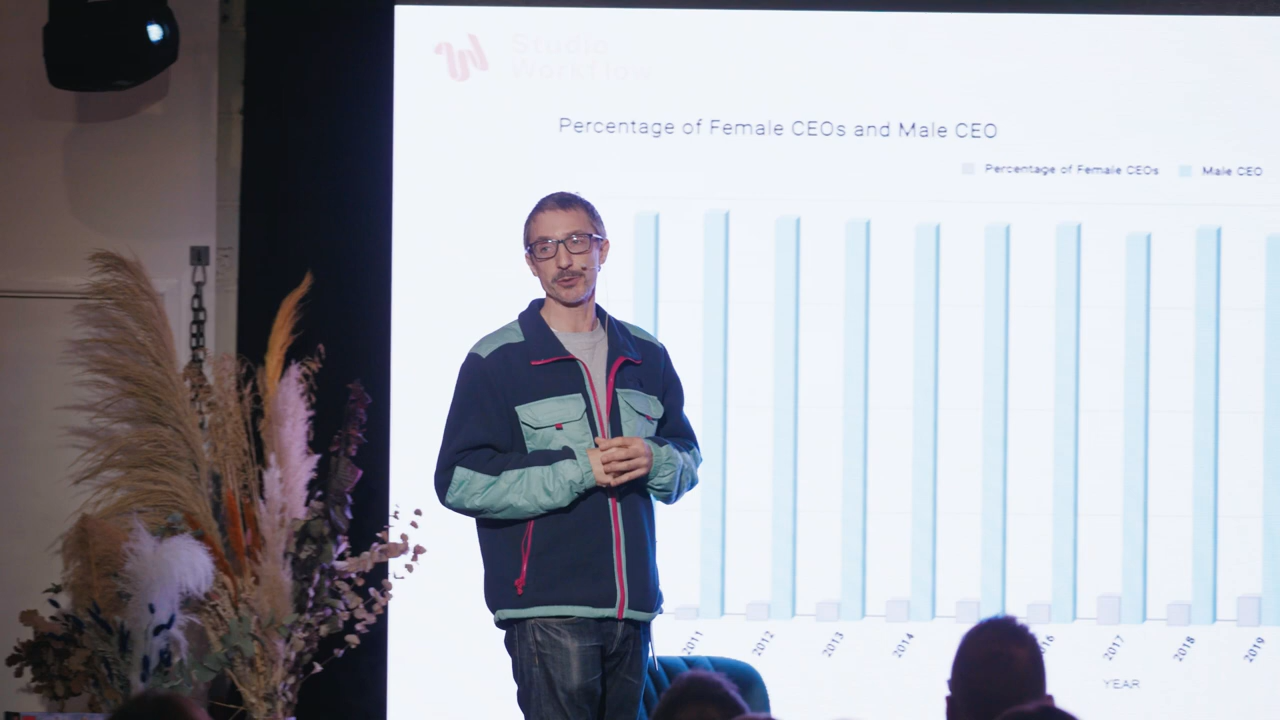 Studio
Workflow
Percentage of Female CEOs and Male CEO
Percentage of Female CEOs Male CEO
2011 2012 2013 2014 2017 2018 2019
YEAR